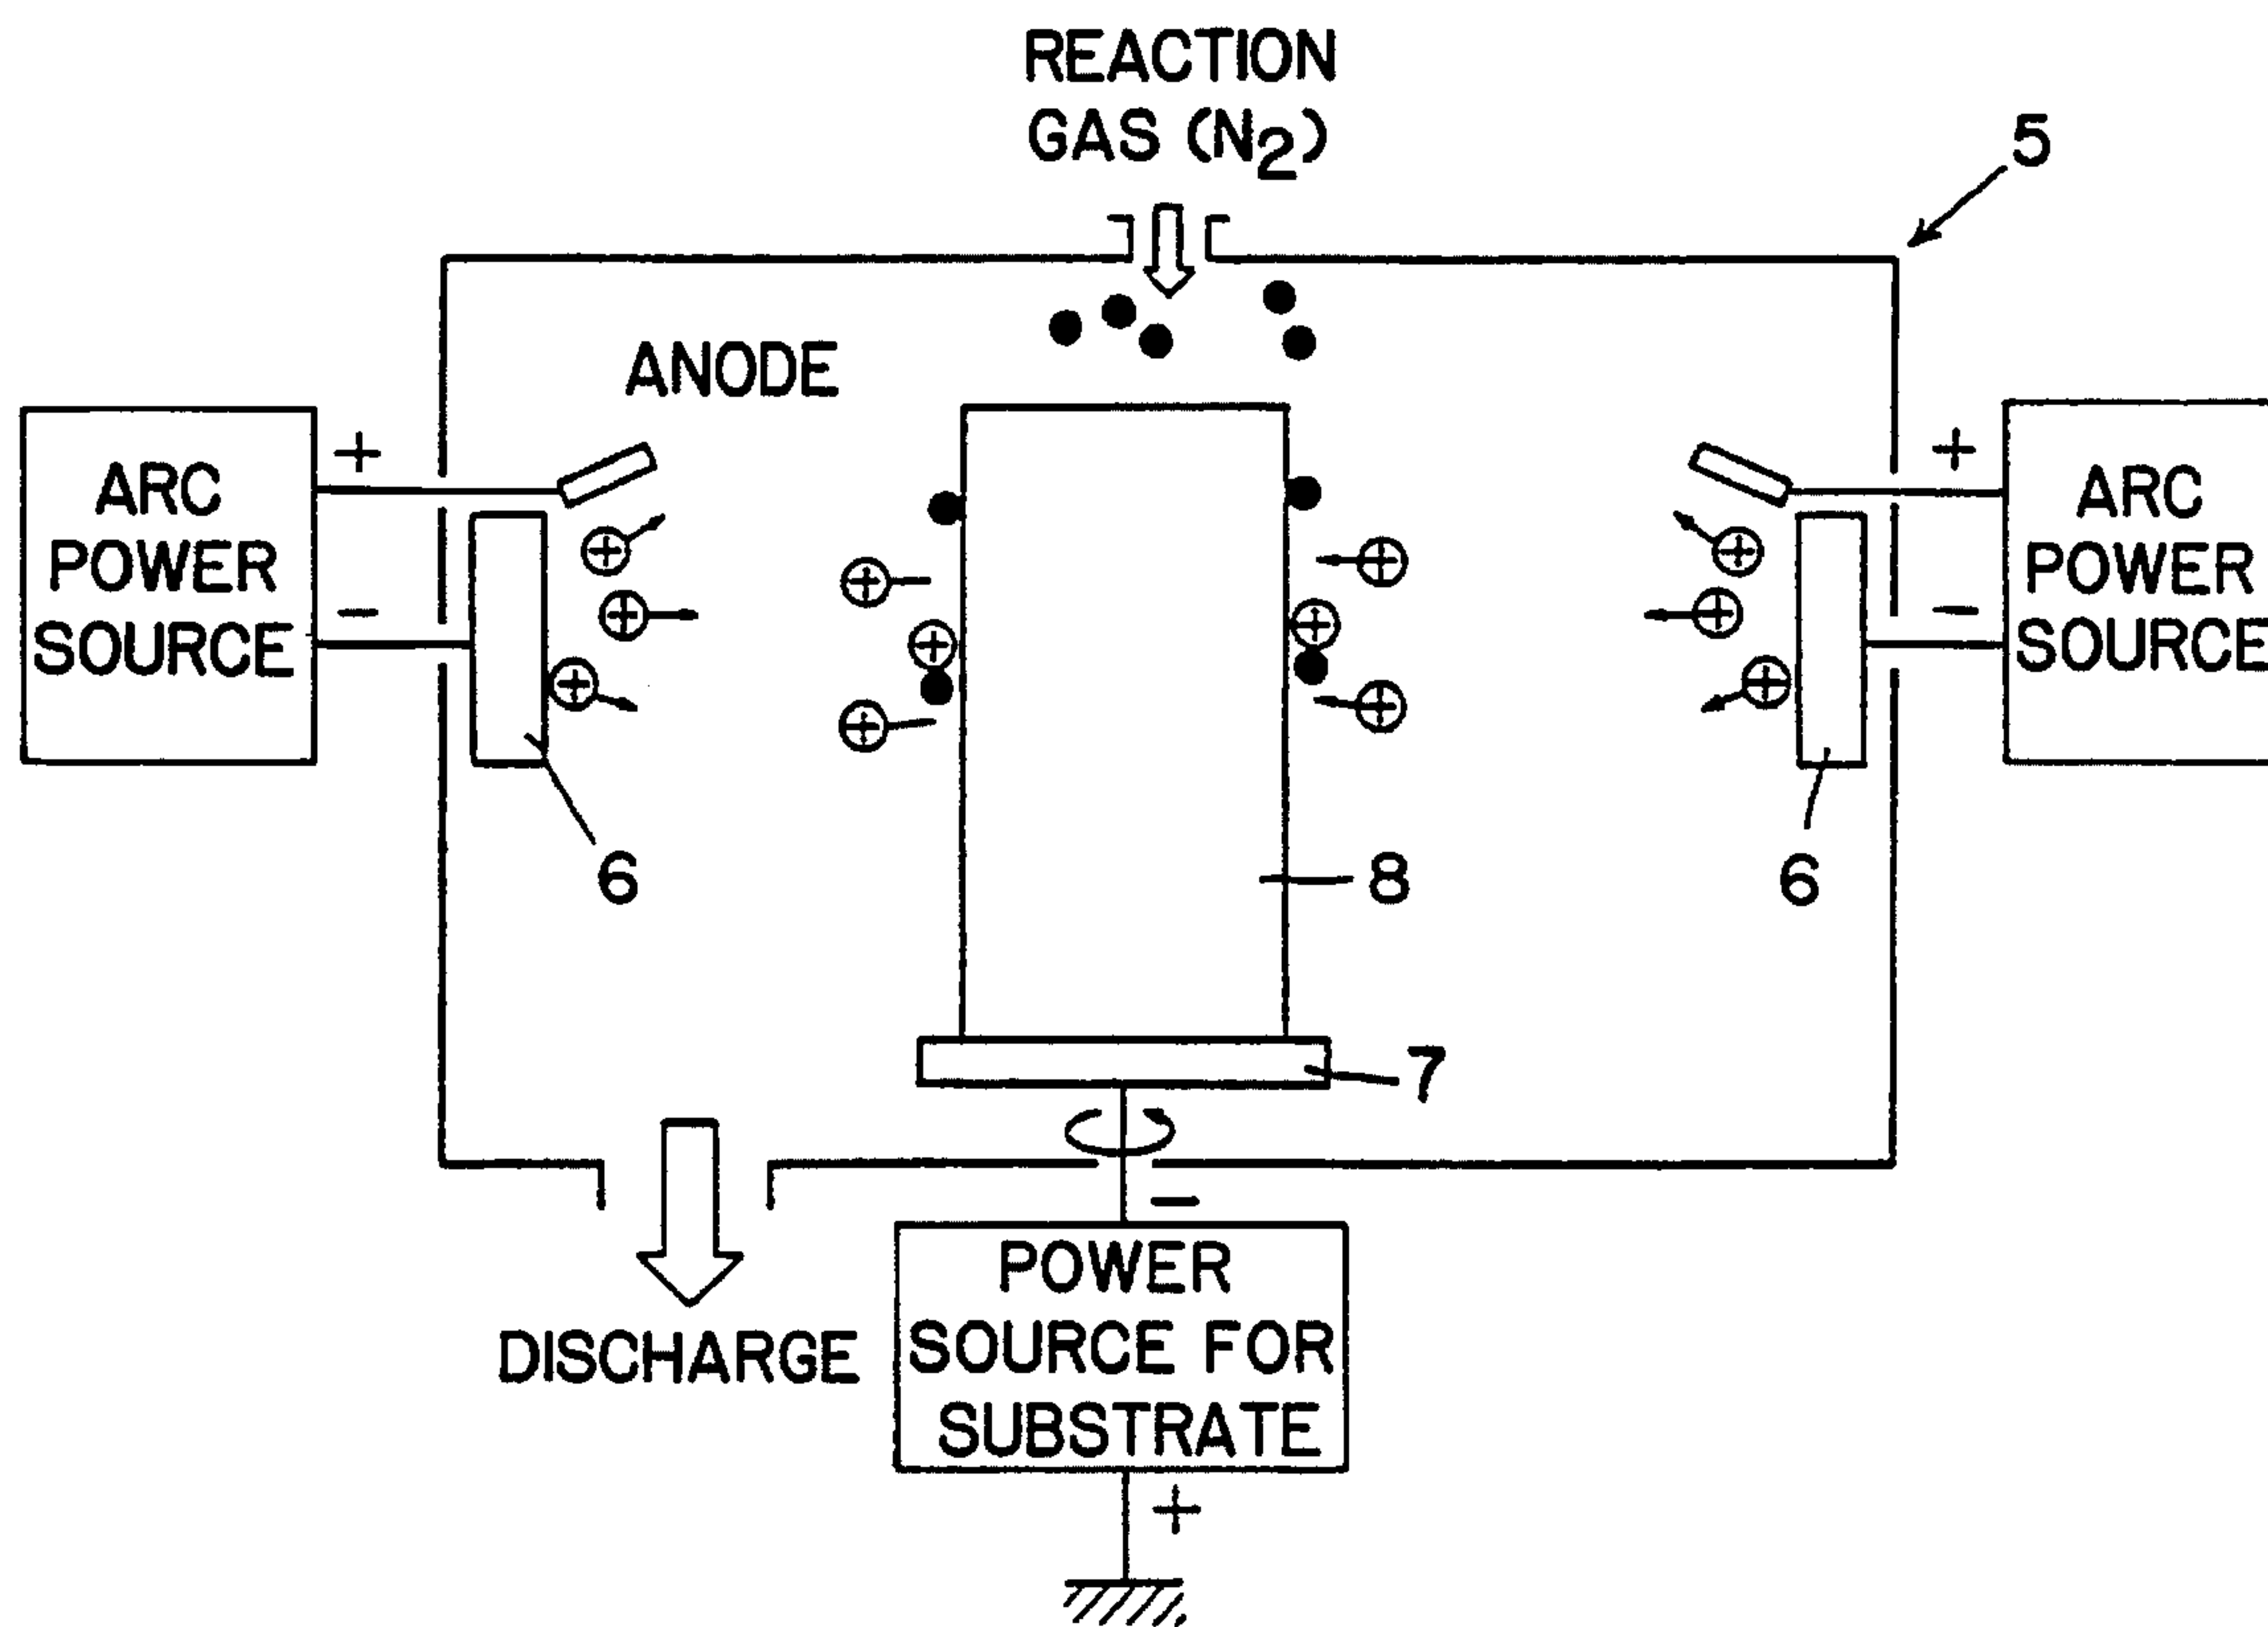 REACTION
GAS (N2)
5
ANODE
ARC
POWER
SOURCE
+
−
+
−
ARC
POWER
SOURCE
6
8
6
7
−
POWER
SOURCE FOR
SUBSTRATE
DISCHARGE
+